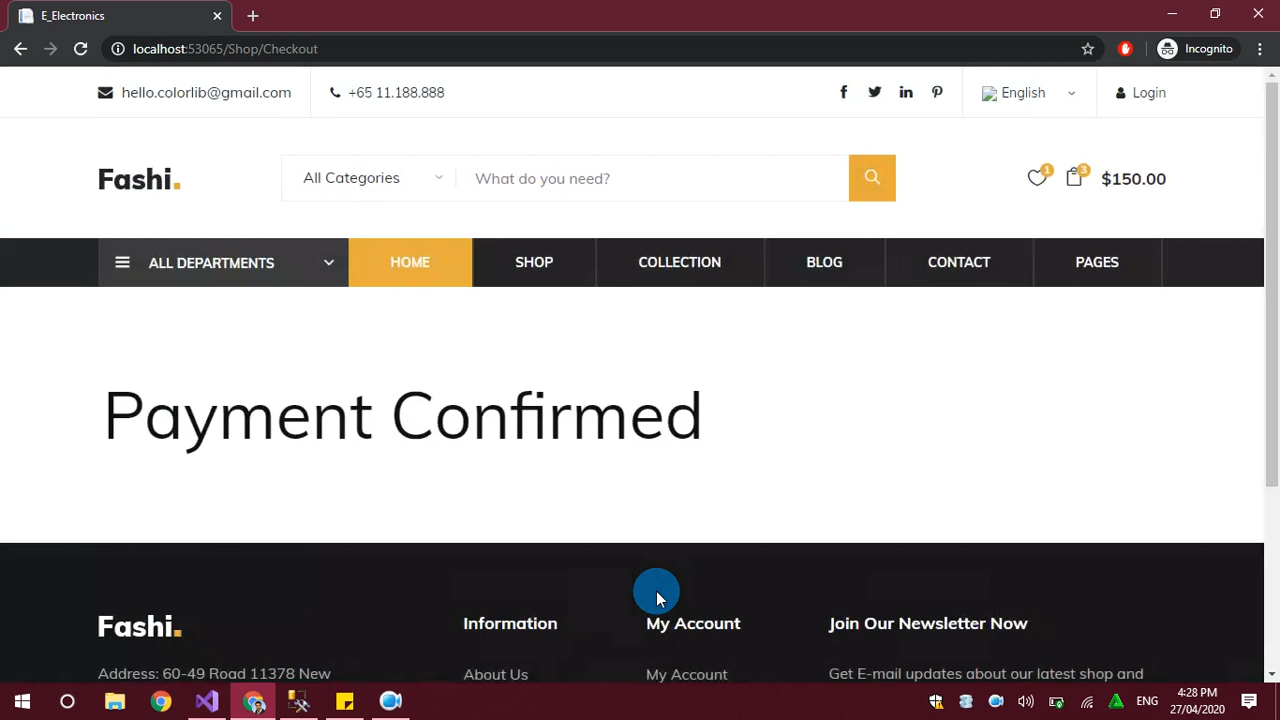 E_Electronics
localhost:53065/Shop/Checkout
Incognito
hello.colorlib@gmail.com
+65 11.188.888
English
Login
Fashi.
All Categories
What do you need?
1
3
$150.00
ALL DEPARTMENTS
HOME
SHOP
COLLECTION
BLOG
CONTACT
PAGES
Payment Confirmed
Fashi.
Information
My Account
Join Our Newsletter Now
Address: 60-49 Road 11378 New
About Us
My Account
Get E-mail updates about our latest shop and
ENG
4:28 PM
27/04/2020